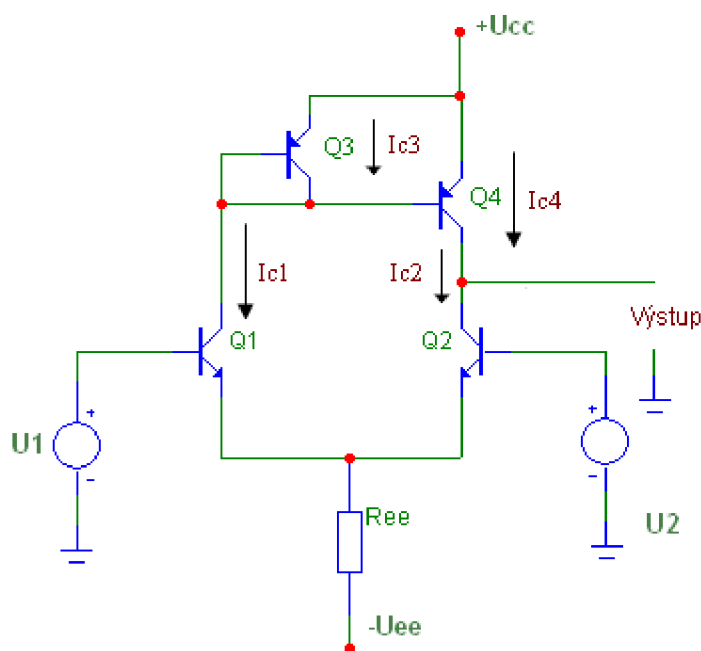 +Ucc
Q3
Ic3
Q4
Ic4
Ic1
Ic2
Výstup
Q1
Q2
U1
+
-
+
-
U2
Ree
-Uee